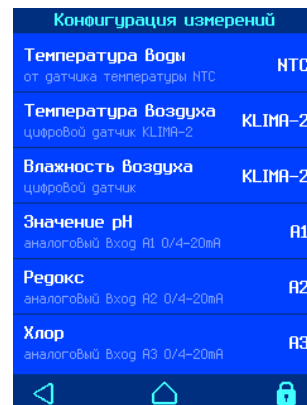 Конфигурация измерений
Температура воды
NTC
от датчика температуры NTC
Температура воздуха
KLIMA-2
цифровой датчик KLIMA-2
Влажность воздуха
KLIMA-2
цифровой датчик
Значение pH
A1
аналоговый вход A1 0/4-20mA
Редокс
A2
аналоговый вход A2 0/4-20mA
Хлор
A3
аналоговый вход A3 0/4-20mA